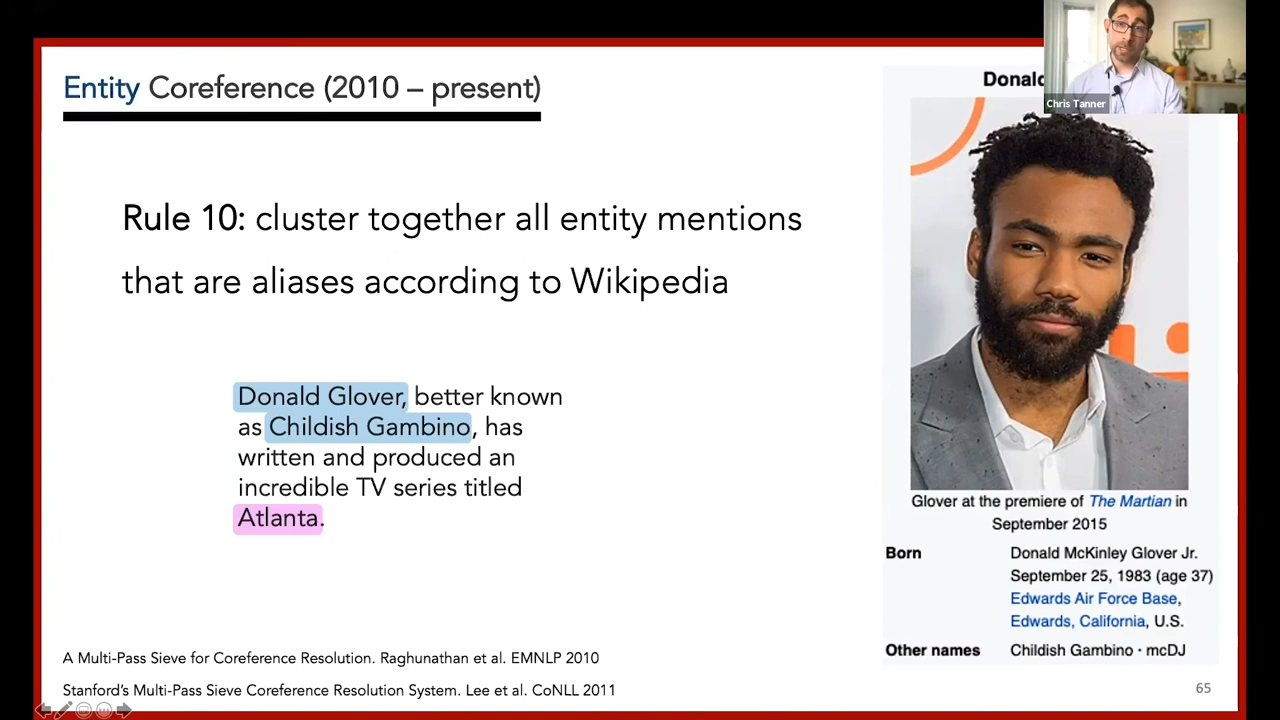 Entity Coreference (2010 – present)
Donald
Chris Tanner
Rule 10: cluster together all entity mentions
that are aliases according to Wikipedia
Donald Glover, better known
as Childish Gambino, has
written and produced an
incredible TV series titled
Atlanta.
Glover at the premiere of The Martian in
September 2015
Born Donald McKinley Glover Jr.
September 25, 1983 (age 37)
Edwards Air Force Base,
Edwards, California, U.S.
Other names Childish Gambino · mcDJ
A Multi-Pass Sieve for Coreference Resolution. Raghunathan et al. EMNLP 2010
Stanford’s Multi-Pass Sieve Coreference Resolution System. Lee et al. CoNLL 2011
65